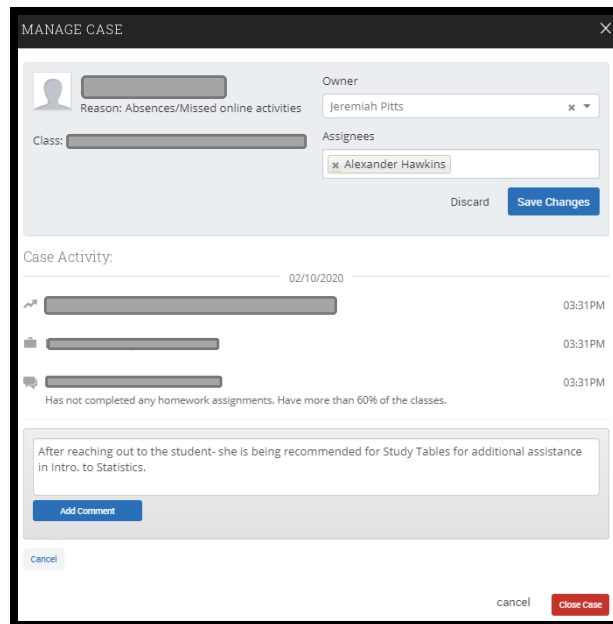 MANAGE CASE
Owner
Reason: Absences/Missed online activities
Jeremiah Pitts
Class:
Assignees
Alexander Hawkins
Discard
Save Changes
Case Activity:
02/10/2020
03:31PM
03:31PM
03:31PM
Has not completed any homework assignments. Have more than 60% of the classes.
After reaching out to the student- she is being recommended for Study Tables for additional assistance
in Intro. to Statistics.
Add Comment
Cancel
cancel
Close Case